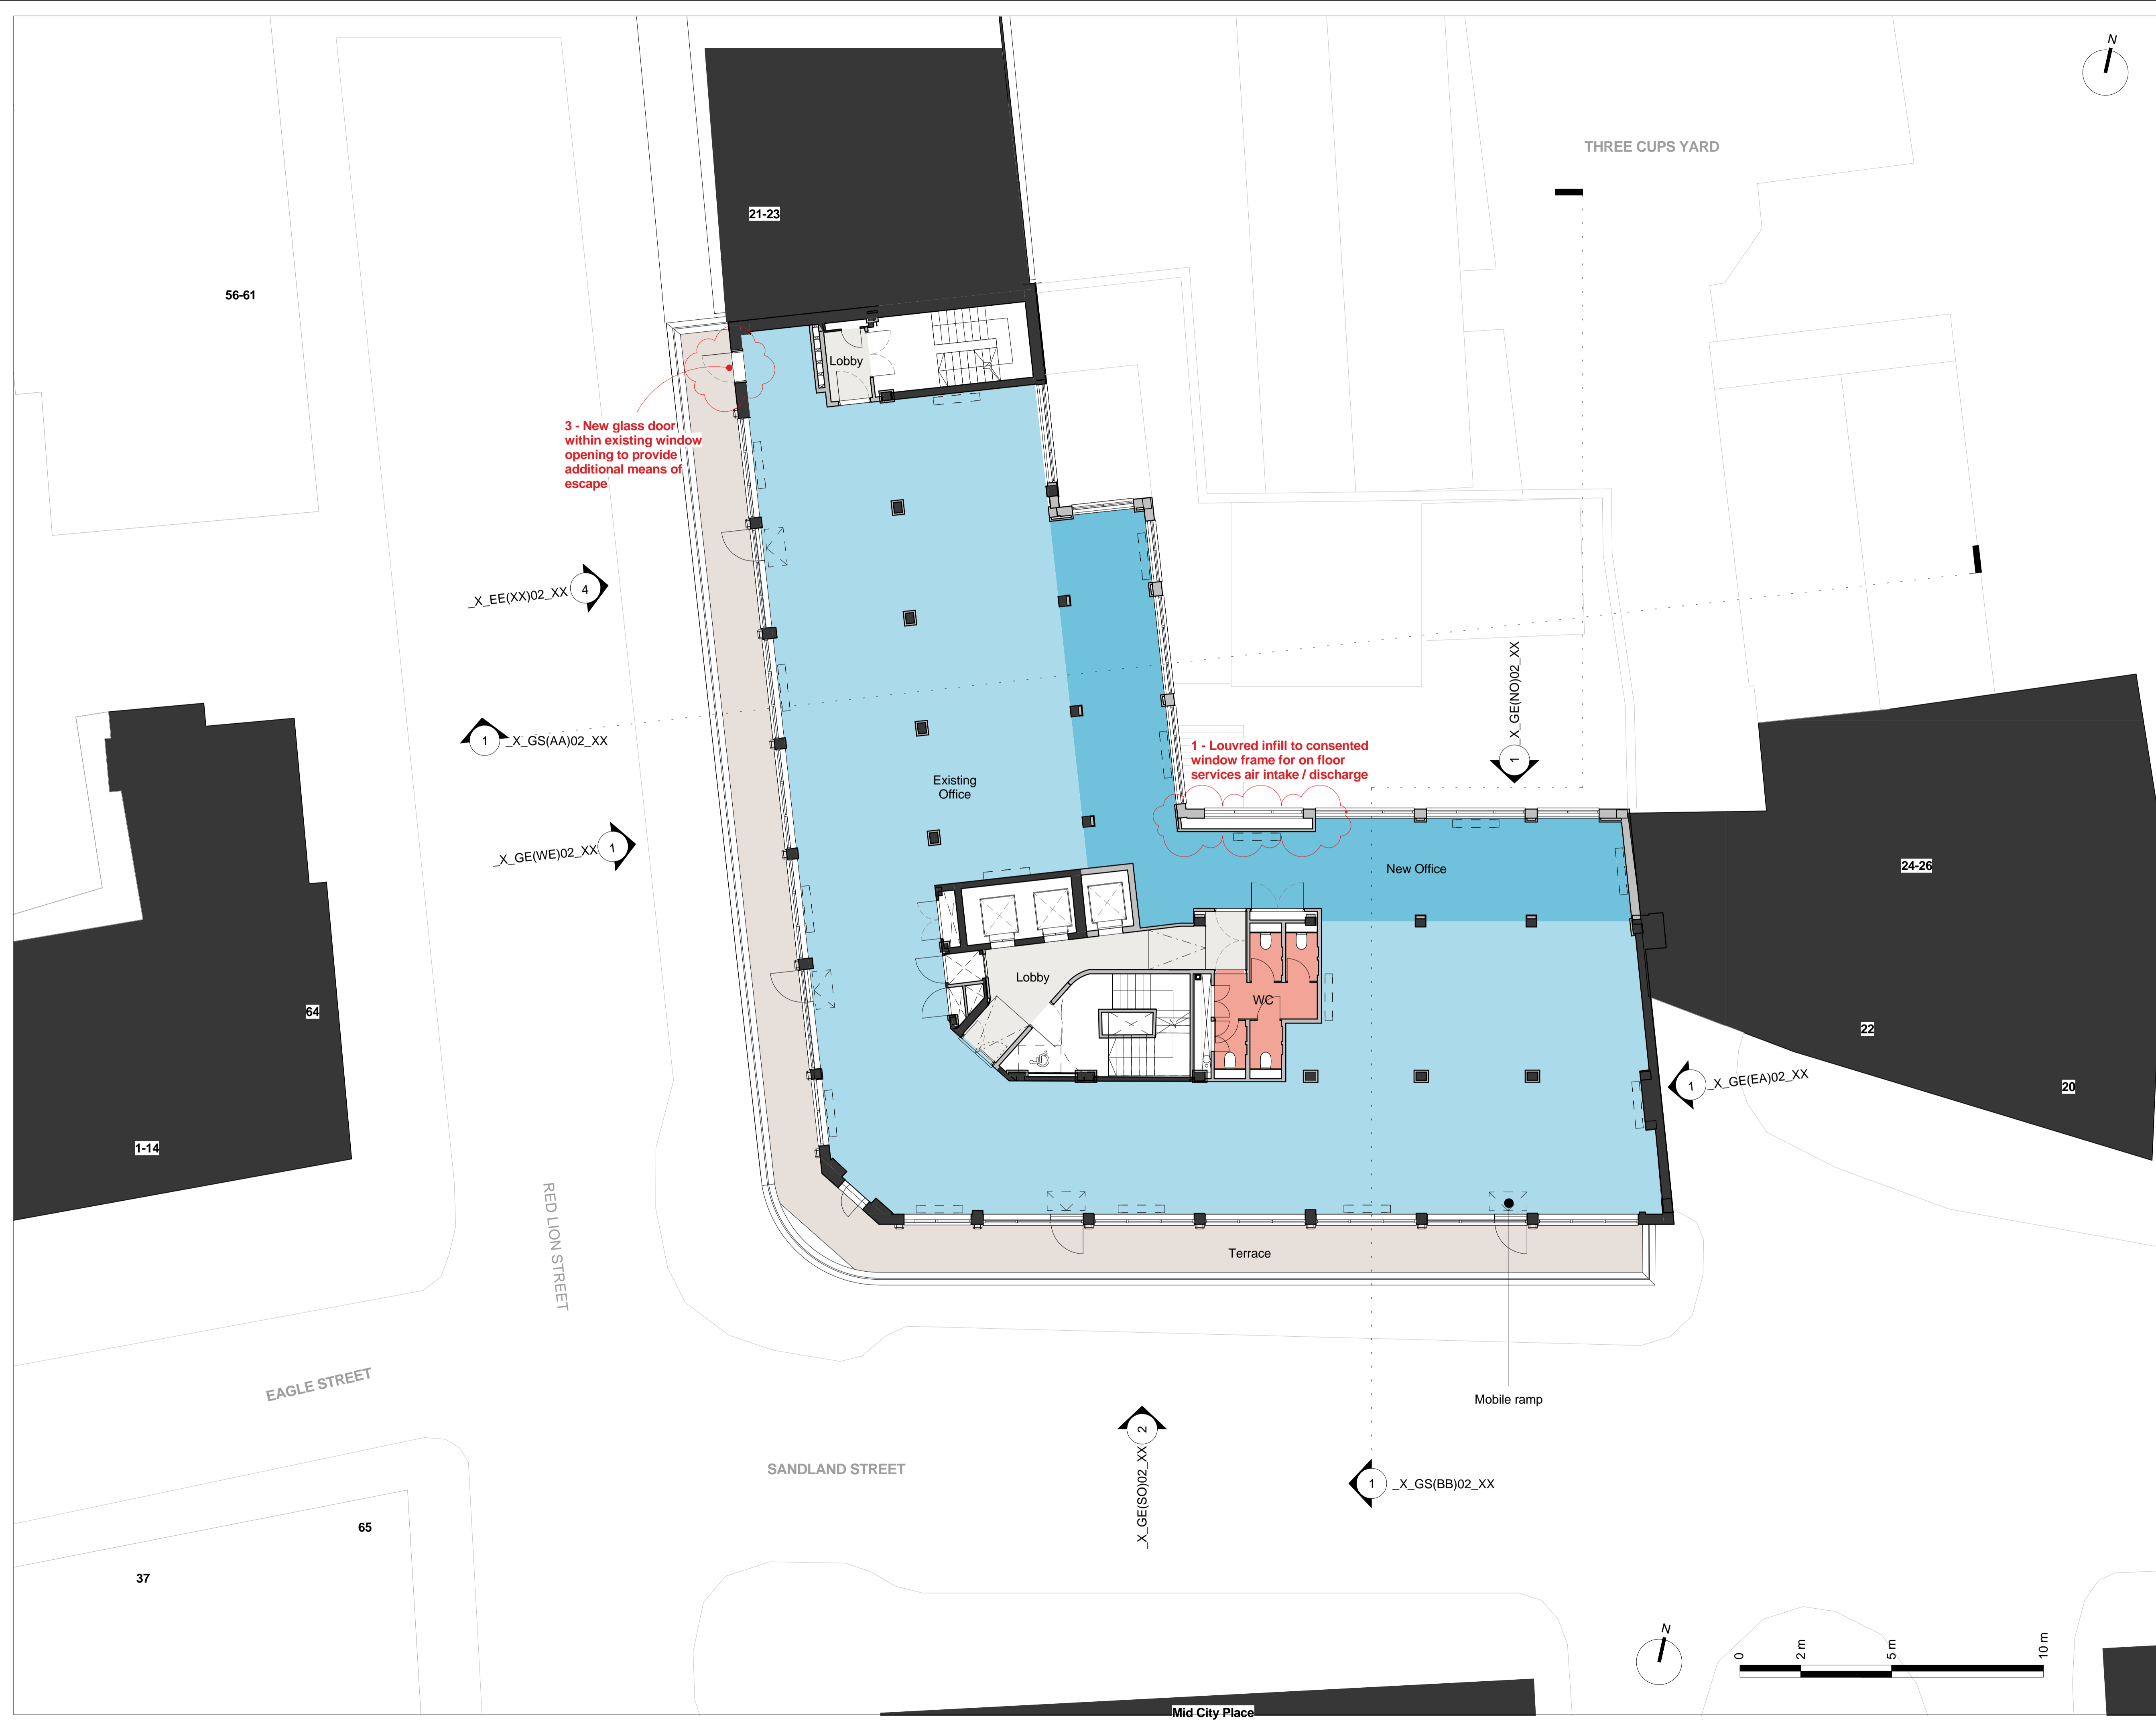 N
THREE CUPS YARD
21-23
56-61
Lobby
3 - New glass door
within existing window
opening to provide
additional means of
escape
_X_EE(XX)02_XX
4
_X_GE(NO)02_XX
1
1
_X_GS(AA)02_XX
1 - Louvred infill to consented
window frame for on floor
services air intake / discharge
Existing
Office
_X_GE(WE)02_XX
1
New Office
24-26
Lobby
WC
64
22
1
_X_GE(EA)02_XX
20
1-14
RED LION STREET
Terrace
EAGLE STREET
Mobile ramp
SANDLAND STREET
2
_X_GE(SO)02_XX
1
_X_GS(BB)02_XX
65
37
N
0
2 m
5 m
10 m
Mid City Place